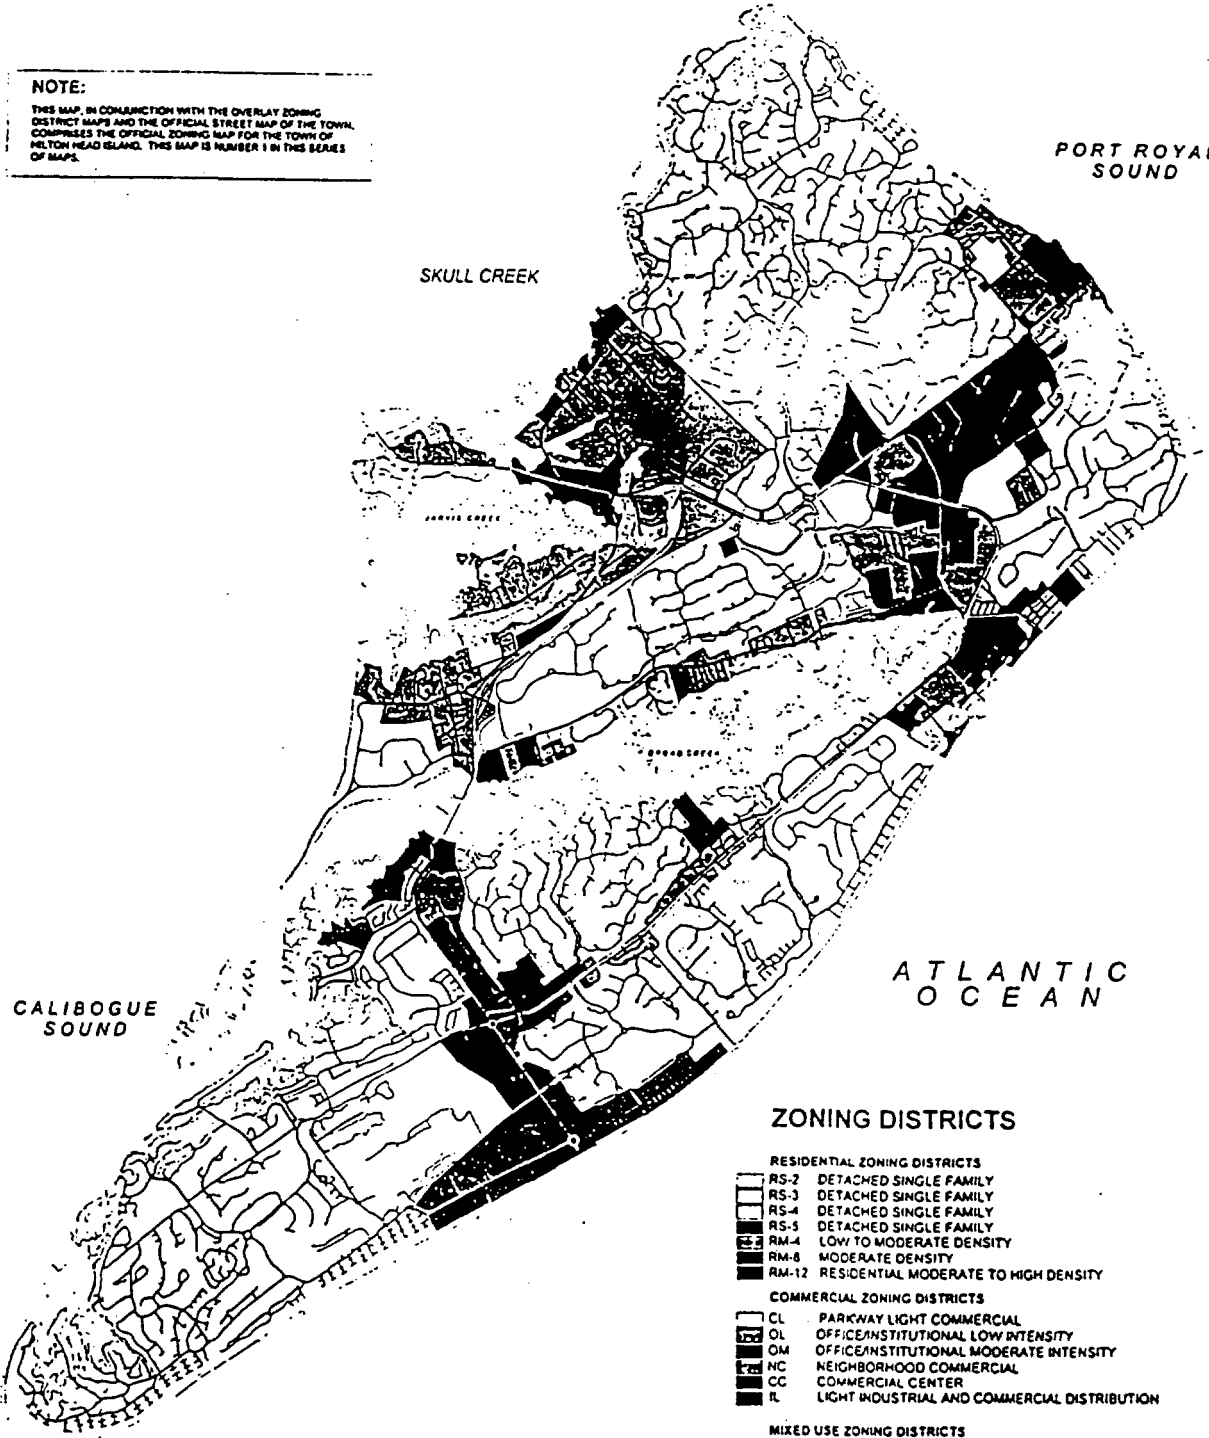 NOTE:
THIS MAP, IN CONJUNCTION WITH THE OVERLAY ZONING
DISTRICT MAPS AND THE OFFICIAL STREET MAP OF THE TOWN,
COMPRISES THE OFFICIAL ZONING MAP FOR THE TOWN OF
HILTON HEAD ISLAND. THIS MAP IS NUMBER 1 IN THIS SERIES
OF MAPS.
PORT ROYAL
SOUND
SKULL CREEK
JARVIS CREEK
BROAD CREEK
ATLANTIC
OCEAN
CALIBOGUE
SOUND
ZONING DISTRICTS
RESIDENTIAL ZONING DISTRICTS
RS-2 DETACHED SINGLE FAMILY
RS-3 DETACHED SINGLE FAMILY
RS-4 DETACHED SINGLE FAMILY
RS-5 DETACHED SINGLE FAMILY
RM-4 LOW TO MODERATE DENSITY
RM-8 MODERATE DENSITY
RM-12 RESIDENTIAL MODERATE TO HIGH DENSITY
COMMERCIAL ZONING DISTRICTS
CL PARKWAY LIGHT COMMERCIAL
OL OFFICE/INSTITUTIONAL LOW INTENSITY
OM OFFICE/INSTITUTIONAL MODERATE INTENSITY
NC NEIGHBORHOOD COMMERCIAL
CC COMMERCIAL CENTER
IL LIGHT INDUSTRIAL AND COMMERCIAL DISTRIBUTION
MIXED USE ZONING DISTRICTS